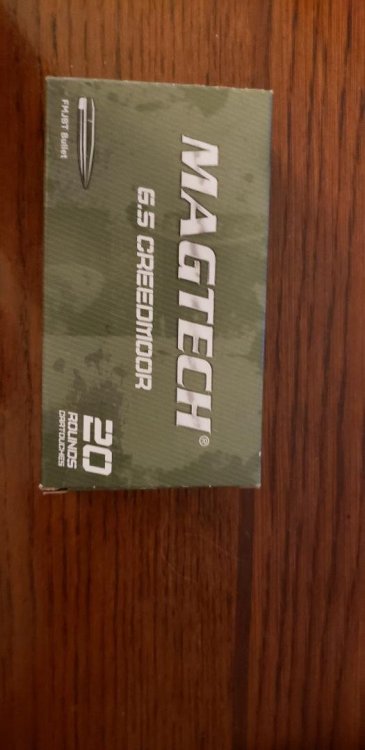 MAGTECH®
6.5 CREEDMOOR
FMJBT Bullet
20
ROUNDS
CARTOUCHES